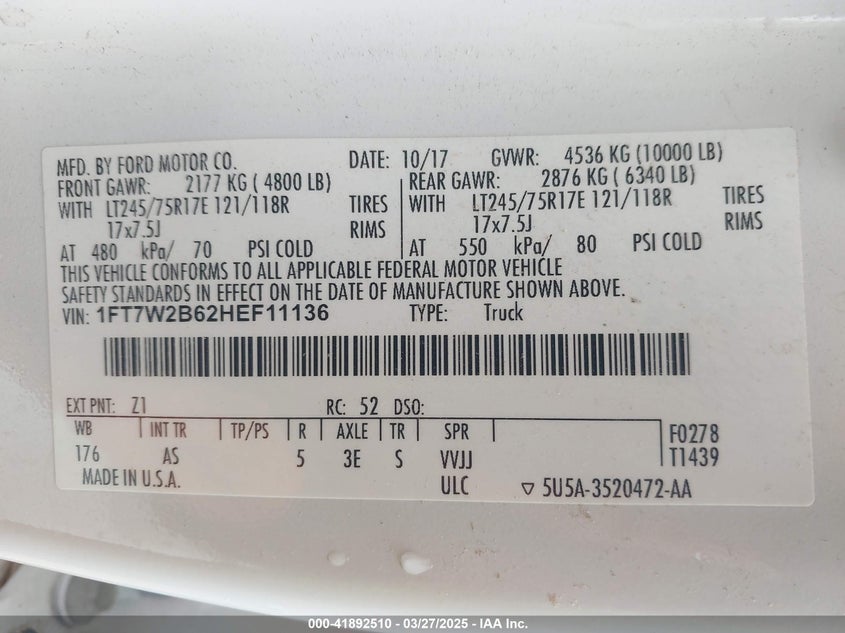 MFD. BY FORD MOTOR CO. DATE: 10/17 GVWR: 4536 KG (10000 LB)
FRONT GAWR: 2177 KG ( 4800 LB) REAR GAWR: 2876 KG ( 6340 LB)
WITH LT245/75R17E 121/118R TIRES WITH LT245/75R17E 121/118R TIRES
17x7.5J RIMS 17x7.5J RIMS
AT 480 kPa/ 70 PSI COLD AT 550 kPa/ 80 PSI COLD
THIS VEHICLE CONFORMS TO ALL APPLICABLE FEDERAL MOTOR VEHICLE
SAFETY STANDARDS IN EFFECT ON THE DATE OF MANUFACTURE SHOWN ABOVE.
VIN: 1FT7W2B62HEF11136 TYPE: Truck
EXT PNT: Z1 RC: 52 DSO:
WB INT TR TP/PS R AXLE TR SPR F0278
176 AS 5 3E S VVJJ T1439
MADE IN U.S.A. ULC ▽ 5U5A-3520472-AA
000-41892510 - 03/27/2025 - IAA Inc.